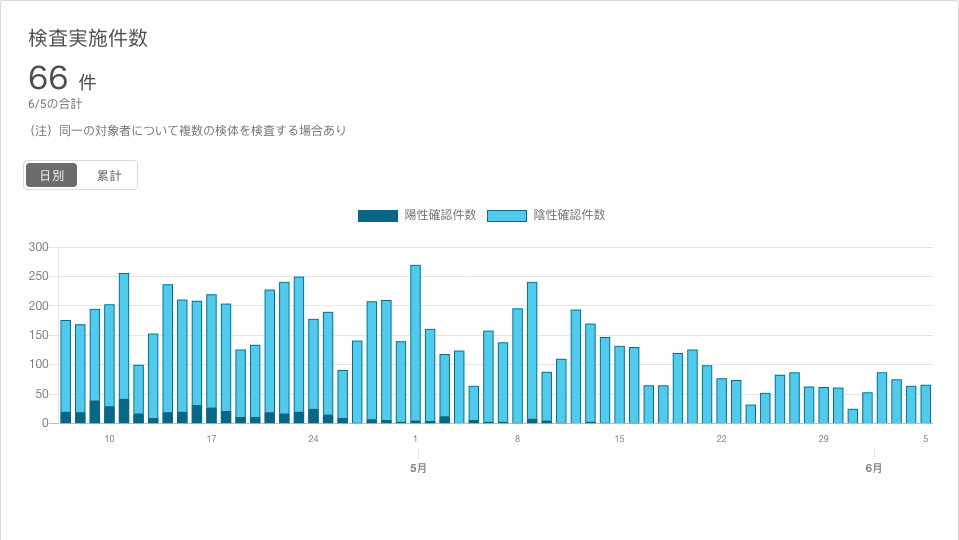 検査実施件数
66 件
6/5の合計
（注）同一の対象者について複数の検体を検査する場合あり
日別 累計
陽性確認件数 陰性確認件数
300
250
200
150
100
50
0
10 17 24 1 8 15 22 29 5
5月 6月